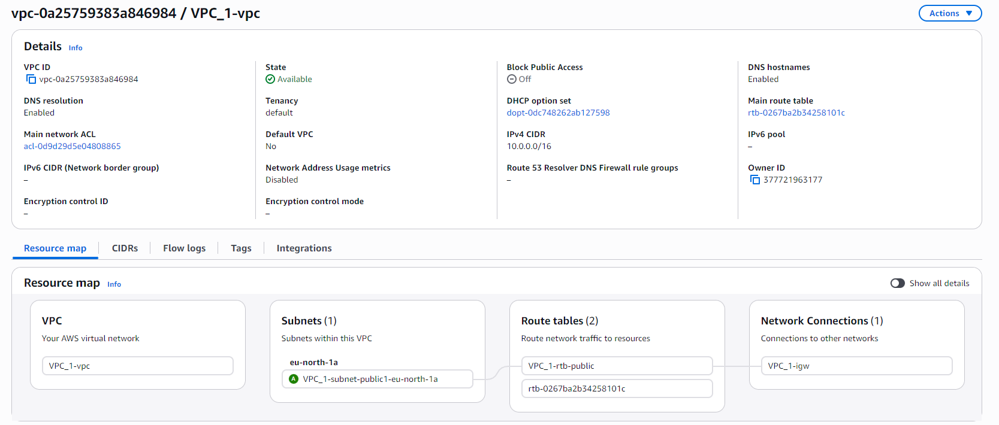 vpc-0a25759383a846984 / VPC_1-vpc
Actions
Details Info
VPC ID
vpc-0a25759383a846984
State
Available
Block Public Access
Off
DNS hostnames
Enabled
DNS resolution
Enabled
Tenancy
default
DHCP option set
dopt-0dc748262ab127598
Main route table
rtb-0267ba2b34258101c
Main network ACL
acl-0d9d29d5e04808865
Default VPC
No
IPv4 CIDR
10.0.0.0/16
IPv6 pool
–
IPv6 CIDR (Network border group)
–
Network Address Usage metrics
Disabled
Route 53 Resolver DNS Firewall rule groups
–
Owner ID
377721963177
Encryption control ID
–
Encryption control mode
–
Resource map CIDRs Flow logs Tags Integrations
Resource map Info
Show all details
VPC
Your AWS virtual network
VPC_1-vpc
Subnets (1)
Subnets within this VPC
eu-north-1a
A VPC_1-subnet-public1-eu-north-1a
Route tables (2)
Route network traffic to resources
VPC_1-rtb-public
rtb-0267ba2b34258101c
Network Connections (1)
Connections to other networks
VPC_1-igw